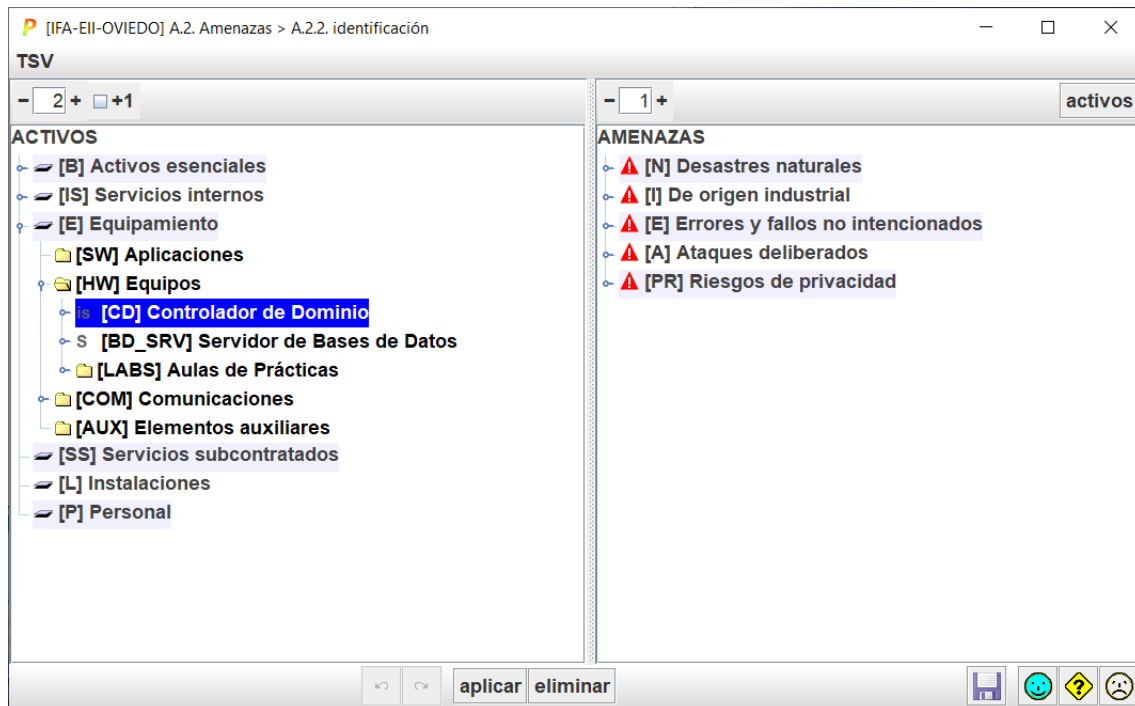 [IFA-EII-OVIEDO] A.2. Amenazas > A.2.2. identificación
TSV
- 2 + +1
- 1 + activos
ACTIVOS
[B] Activos esenciales
[IS] Servicios internos
[E] Equipamiento
[SW] Aplicaciones
[HW] Equipos
is [CD] Controlador de Dominio
S [BD_SRV] Servidor de Bases de Datos
[LABS] Aulas de Prácticas
[COM] Comunicaciones
[AUX] Elementos auxiliares
[SS] Servicios subcontratados
[L] Instalaciones
[P] Personal
AMENAZAS
[N] Desastres naturales
[I] De origen industrial
[E] Errores y fallos no intencionados
[A] Ataques deliberados
[PR] Riesgos de privacidad
aplicar eliminar